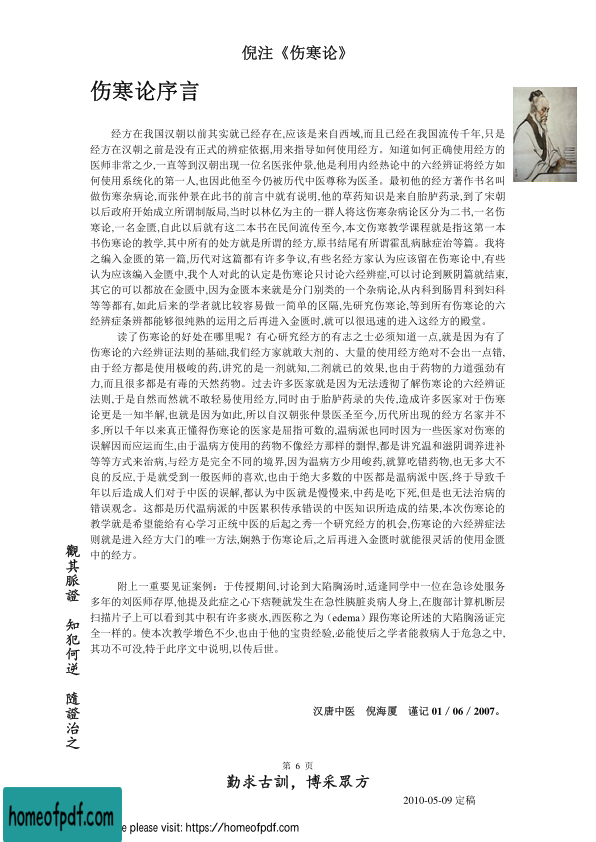 倪注《伤寒论》
伤寒论序言
经方在我国汉朝以前其实就已经存在,应该是来自西域,而且已经在我国流传千年,只是
经方在汉朝之前是没有正式的辨症依据,用来指导如何使用经方。知道如何正确使用经方的
医师非常之少,一直等到汉朝出现一位名医张仲景,他是利用内经热论中的六经辨证将经方如
何使用系统化的第一人,也因此他至今仍被历代中医尊称为医圣。最初他的经方著作书名叫
做伤寒杂病论,而张仲景在此书的前言中就有说明,他的草药知识是来自胎胪药录,到了宋朝
以后政府开始成立所谓制版局,当时以林亿为主的一群人将这伤寒杂病论区分为二书,一名伤
寒论,一名金匮,自此以后就有这二本书在民间流传至今,本文伤寒教学课程就是指这第一本
书伤寒论的教学,其中所有的处方就是所谓的经方,原书结尾有所谓霍乱病脉症治等篇。我将
之编入金匮的第一篇,历代对这篇都有许多争议,有些名经方家认为应该留在伤寒论中,有些
认为应该编入金匮中,我个人对此的认定是伤寒论只讨论六经辨症,可以讨论到厥阴篇就结束,
其它的可以都放在金匮中,因为金匮本来就是分门别类的一个杂病论,从内科到肠胃科到妇科
等等都有,如此后来的学者就比较容易做一简单的区隔,先研究伤寒论,等到所有伤寒论的六
经辨症条辨都能够很纯熟的运用之后再进入金匮时,就可以很迅速的进入这经方的殿堂。
读了伤寒论的好处在哪里呢？有心研究经方的有志之士必须知道一点,就是因为有了
伤寒论的六经辨证法则的基础,我们经方家就敢大剂的、大量的使用经方绝对不会出一点错,
由于经方都是使用极峻的药,讲究的是一剂就知,二剂就已的效果,也由于药物的力道强劲有
力,而且很多都是有毒的天然药物。过去许多医家就是因为无法透彻了解伤寒论的六经辨证
法则,于是自然而然就不敢轻易使用经方,同时由于胎胪药录的失传,造成许多医家对于伤寒
论更是一知半解,也就是因为如此,所以自汉朝张仲景医圣至今,历代所出现的经方名家并不
多,所以千年以来真正懂得伤寒论的医家是屈指可数的,温病派也同时因为一些医家对伤寒的
误解因而应运而生,由于温病方使用的药物不像经方那样的剽悍,都是讲究温和滋阴调养进补
等等方式来治病,与经方是完全不同的境界,因为温病方少用峻药,就算吃错药物,也无多大不
良的反应,于是就受到一般医师的喜欢,也由于绝大多数的中医都是温病派中医,终于导致千
年以后造成人们对于中医的误解,都认为中医就是慢慢来,中药是吃下死,但是也无法治病的
错误观念。这都是历代温病派的中医累积传承错误的中医知识所造成的结果,本次伤寒论的
教学就是希望能给有心学习正统中医的后起之秀一个研究经方的机会,伤寒论的六经辨症法
则就是进入经方大门的唯一方法,娴熟于伤寒论后,之后再进入金匮时就能很灵活的使用金匮
中的经方。
附上一重要见证案例：于传授期间,讨论到大陷胸汤时,适逢同学中一位在急诊处服务
多年的刘医师存厚,他提及此症之心下痞鞕就发生在急性胰脏炎病人身上,在腹部计算机断层
扫描片子上可以看到其中积有许多痰水,西医称之为（edema）跟伤寒论所述的大陷胸汤证完
全一样的。使本次教学增色不少,也由于他的宝贵经验,必能使后之学者能救病人于危急之中,
其功不可没,特于此序文中说明,以传后世。
觀其脈證 知犯何逆 隨證治之
汉唐中医 倪海厦 谨记 01／06／2007。
第 6 页
勤求古訓，博采眾方
2010-05-09 定稿
homeofpdf.com
e please visit: https://homeofpdf.com